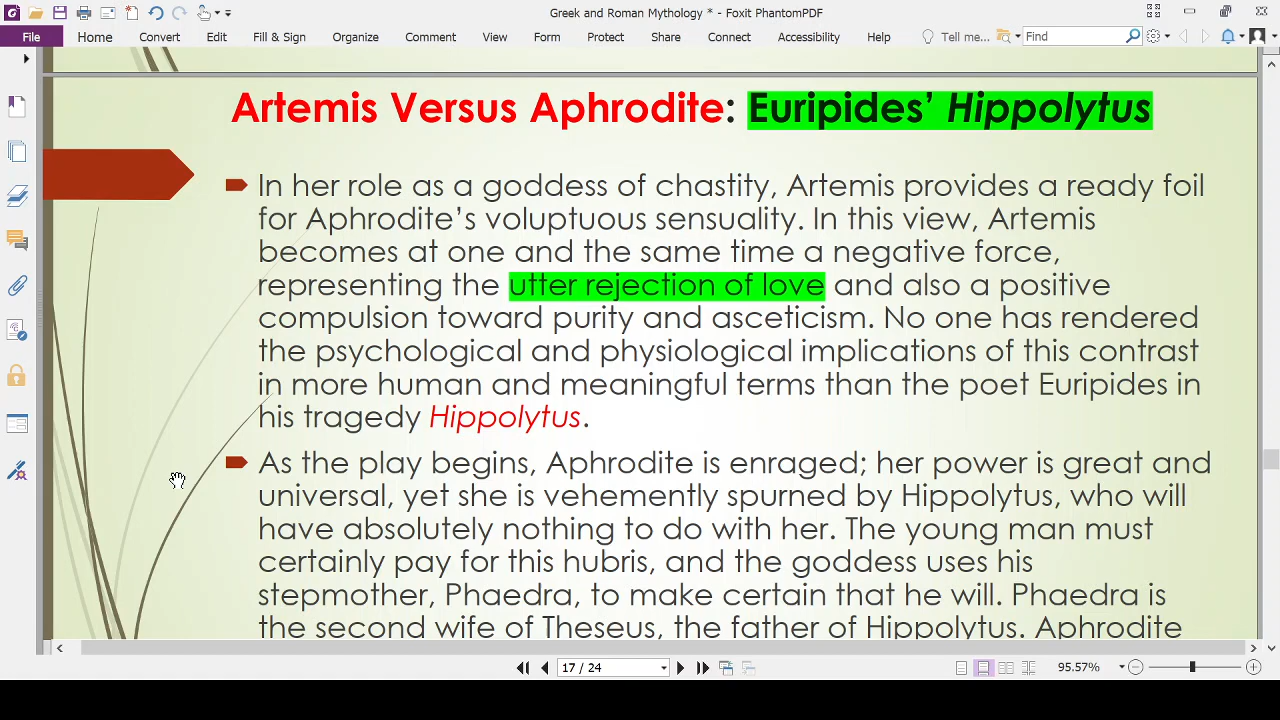 Greek and Roman Mythology * - Foxit PhantomPDF
File Home Convert Edit Fill & Sign Organize Comment View Form Protect Share Connect Accessibility Help Tell me... Find
Artemis Versus Aphrodite: Euripides’ Hippolytus
In her role as a goddess of chastity, Artemis provides a ready foil
for Aphrodite’s voluptuous sensuality. In this view, Artemis
becomes at one and the same time a negative force,
representing the utter rejection of love and also a positive
compulsion toward purity and asceticism. No one has rendered
the psychological and physiological implications of this contrast
in more human and meaningful terms than the poet Euripides in
his tragedy Hippolytus.
As the play begins, Aphrodite is enraged; her power is great and
universal, yet she is vehemently spurned by Hippolytus, who will
have absolutely nothing to do with her. The young man must
certainly pay for this hubris, and the goddess uses his
stepmother, Phaedra, to make certain that he will. Phaedra is
the second wife of Theseus, the father of Hippolytus. Aphrodite
17 / 24 95.57%